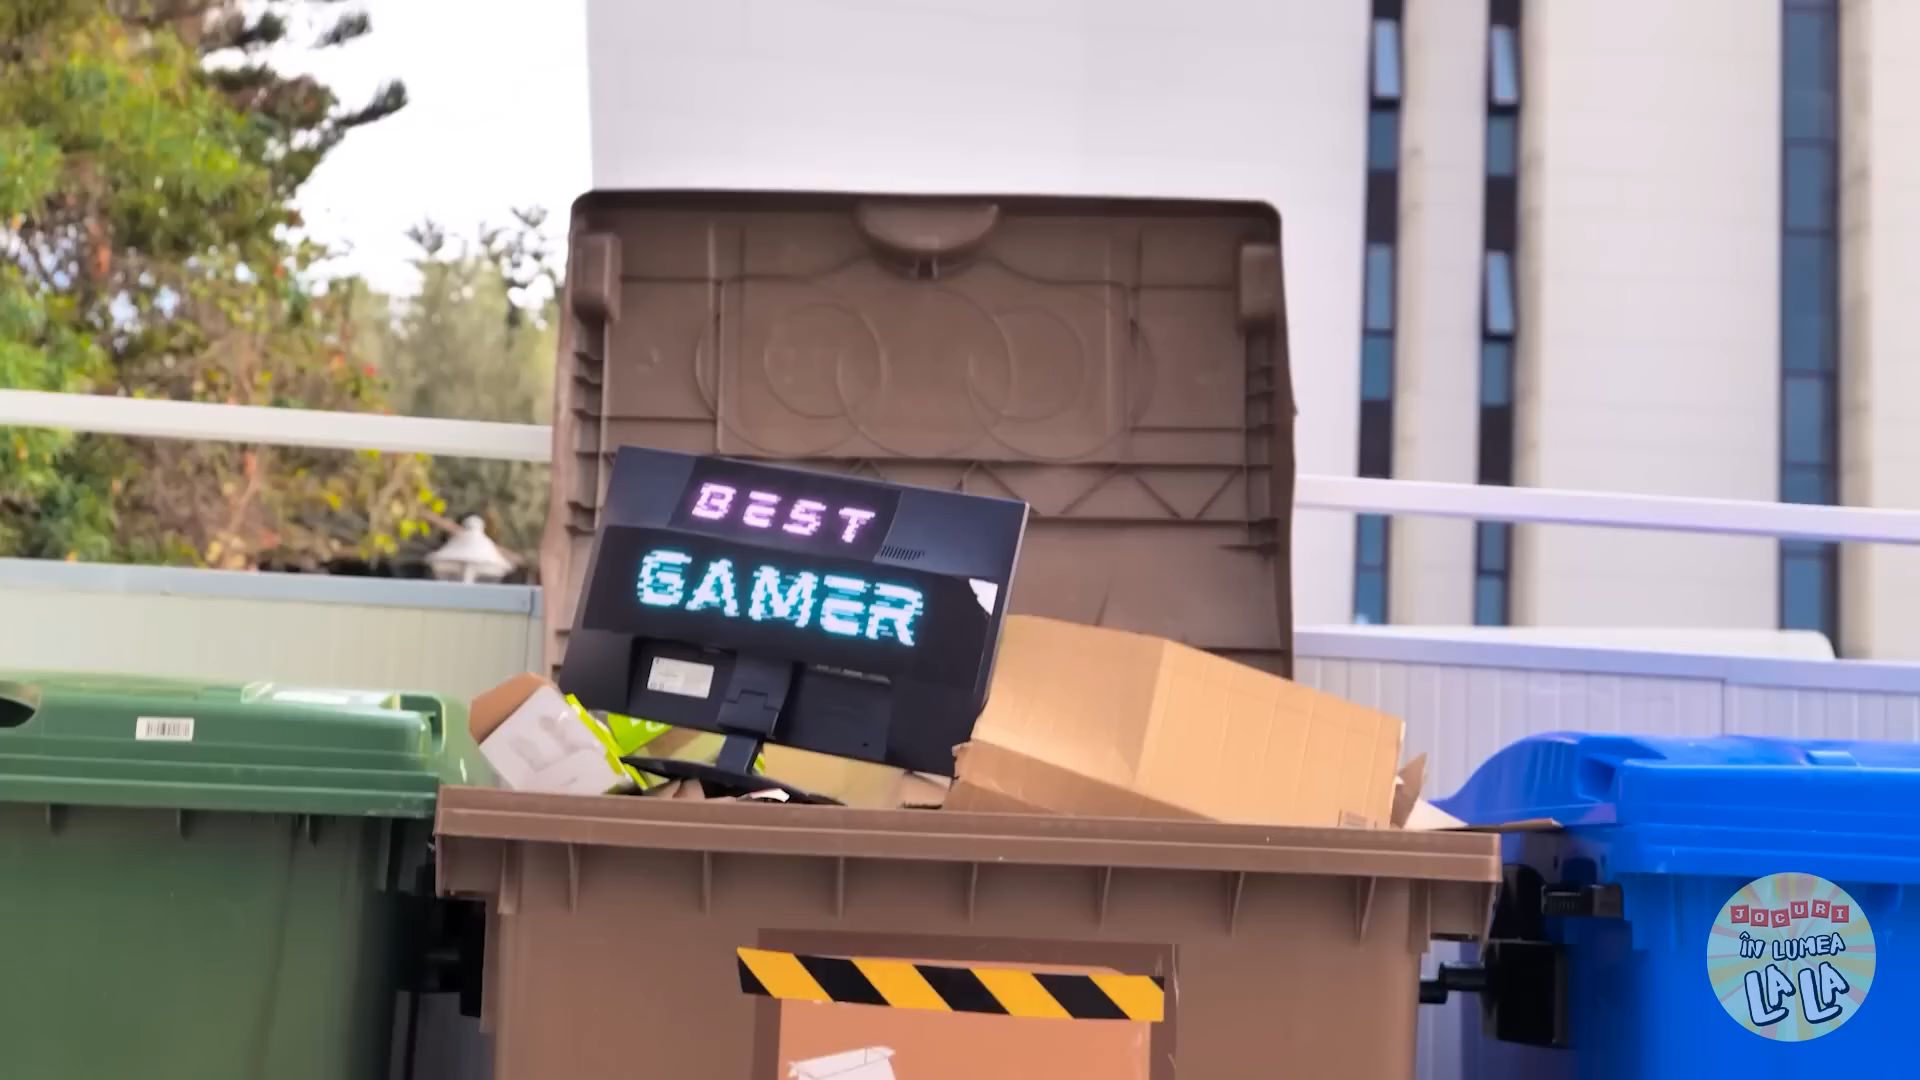 BEST
GAMER
JOCURI
ÎN LUMEA
LA LA